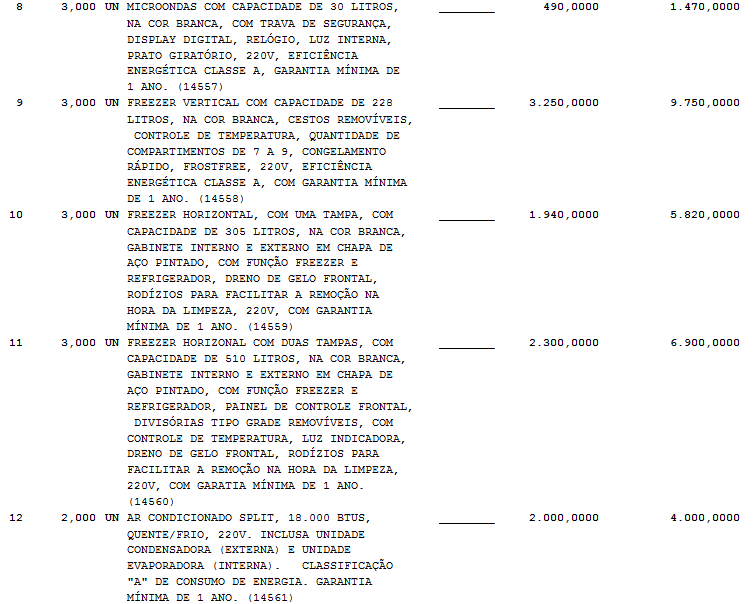 8 3,000 UN MICROONDAS COM CAPACIDADE DE 30 LITROS, ________ 490,0000 1.470,0000
NA COR BRANCA, COM TRAVA DE SEGURANÇA,
DISPLAY DIGITAL, RELÓGIO, LUZ INTERNA,
PRATO GIRATÓRIO, 220V, EFICIÊNCIA
ENERGÉTICA CLASSE A, GARANTIA MÍNIMA DE
1 ANO. (14557)
9 3,000 UN FREEZER VERTICAL COM CAPACIDADE DE 228 ________ 3.250,0000 9.750,0000
LITROS, NA COR BRANCA, CESTOS REMOVÍVEIS,
CONTROLE DE TEMPERATURA, QUANTIDADE DE
COMPARTIMENTOS DE 7 A 9, CONGELAMENTO
RÁPIDO, FROSTFREE, 220V, EFICIÊNCIA
ENERGÉTICA CLASSE A, COM GARANTIA MÍNIMA
DE 1 ANO. (14558)
10 3,000 UN FREEZER HORIZONTAL, COM UMA TAMPA, COM ________ 1.940,0000 5.820,0000
CAPACIDADE DE 305 LITROS, NA COR BRANCA,
GABINETE INTERNO E EXTERNO EM CHAPA DE
AÇO PINTADO, COM FUNÇÃO FREEZER E
REFRIGERADOR, DRENO DE GELO FRONTAL,
RODÍZIOS PARA FACILITAR A REMOÇÃO NA
HORA DA LIMPEZA, 220V, COM GARANTIA
MÍNIMA DE 1 ANO. (14559)
11 3,000 UN FREEZER HORIZONAL COM DUAS TAMPAS, COM ________ 2.300,0000 6.900,0000
CAPACIDADE DE 510 LITROS, NA COR BRANCA,
GABINETE INTERNO E EXTERNO EM CHAPA DE
AÇO PINTADO, COM FUNÇÃO FREEZER E
REFRIGERADOR, PAINEL DE CONTROLE FRONTAL,
DIVISÓRIAS TIPO GRADE REMOVÍVEIS, COM
CONTROLE DE TEMPERATURA, LUZ INDICADORA,
DRENO DE GELO FRONTAL, RODÍZIOS PARA
FACILITAR A REMOÇÃO NA HORA DA LIMPEZA,
220V, COM GARATIA MÍNIMA DE 1 ANO.
(14560)
12 2,000 UN AR CONDICIONADO SPLIT, 18.000 BTUS, ________ 2.000,0000 4.000,0000
QUENTE/FRIO, 220V. INCLUSA UNIDADE
CONDENSADORA (EXTERNA) E UNIDADE
EVAPORADORA (INTERNA). CLASSIFICAÇÃO
"A" DE CONSUMO DE ENERGIA. GARANTIA
MÍNIMA DE 1 ANO. (14561)